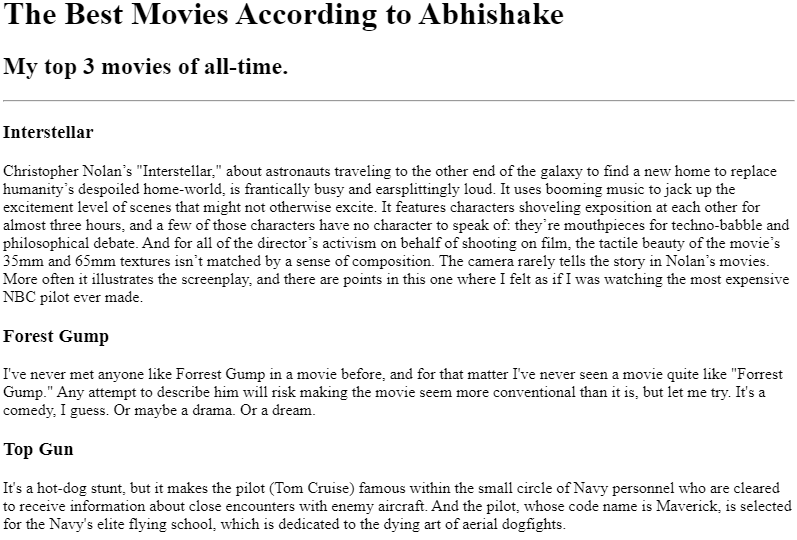 The Best Movies According to Abhishake
My top 3 movies of all-time.
Interstellar
Christopher Nolan’s "Interstellar," about astronauts traveling to the other end of the galaxy to find a new home to replace
humanity’s despoiled home-world, is frantically busy and earsplittingly loud. It uses booming music to jack up the
excitement level of scenes that might not otherwise excite. It features characters shoveling exposition at each other for
almost three hours, and a few of those characters have no character to speak of: they’re mouthpieces for techno-babble and
philosophical debate. And for all of the director’s activism on behalf of shooting on film, the tactile beauty of the movie’s
35mm and 65mm textures isn’t matched by a sense of composition. The camera rarely tells the story in Nolan’s movies.
More often it illustrates the screenplay, and there are points in this one where I felt as if I was watching the most expensive
NBC pilot ever made.
Forest Gump
I've never met anyone like Forrest Gump in a movie before, and for that matter I've never seen a movie quite like "Forrest
Gump." Any attempt to describe him will risk making the movie seem more conventional than it is, but let me try. It's a
comedy, I guess. Or maybe a drama. Or a dream.
Top Gun
It's a hot-dog stunt, but it makes the pilot (Tom Cruise) famous within the small circle of Navy personnel who are cleared
to receive information about close encounters with enemy aircraft. And the pilot, whose code name is Maverick, is selected
for the Navy's elite flying school, which is dedicated to the dying art of aerial dogfights.